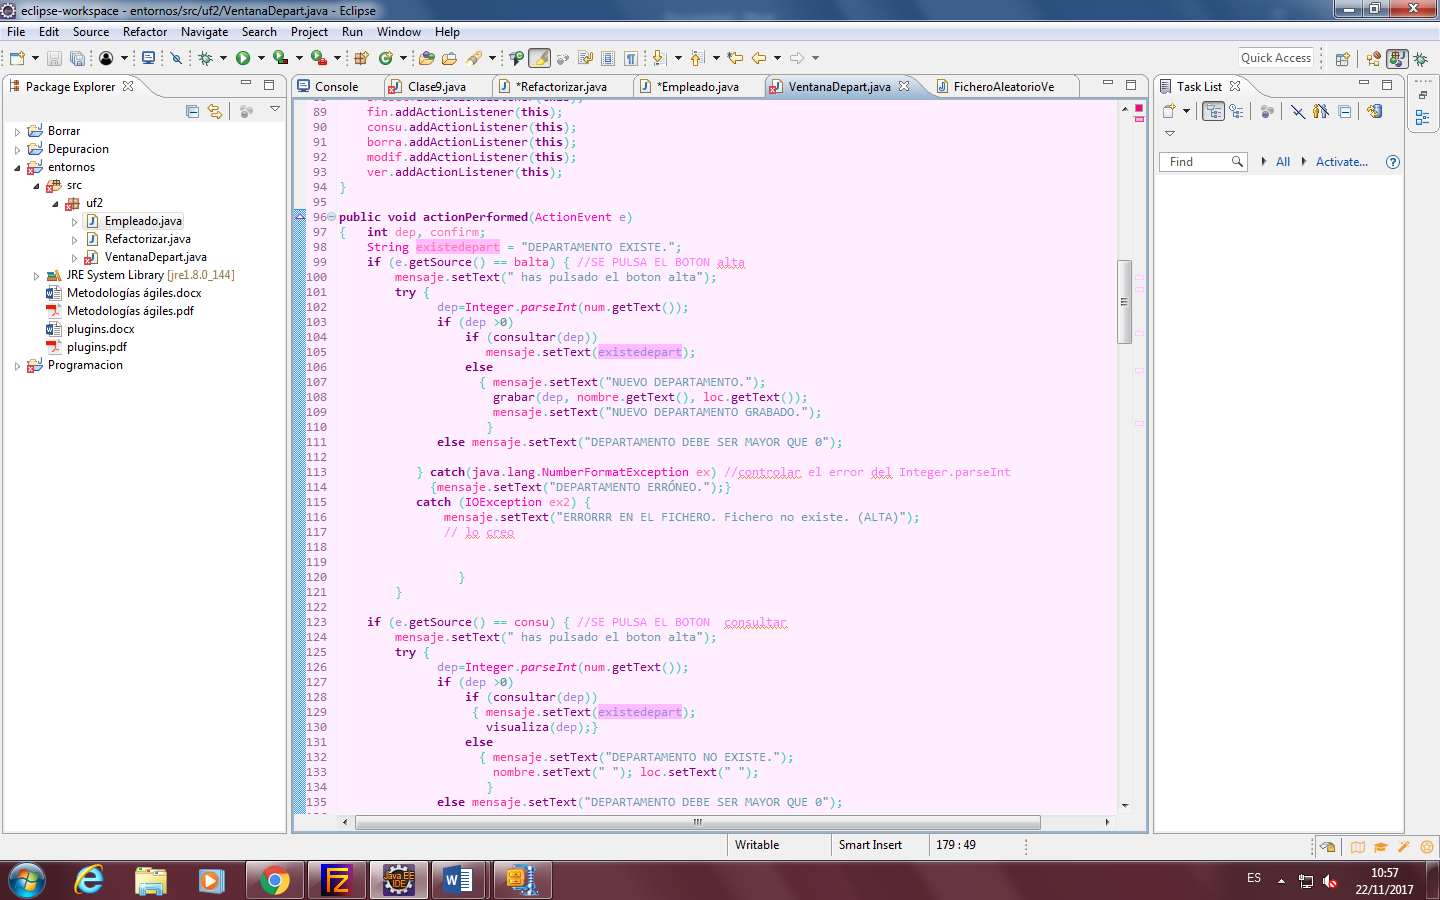 eclipse-workspace - entornos/src/uf2/VentanaDepart.java - Eclipse
File Edit Source Refactor Navigate Search Project Run Window Help
Quick Access
Package Explorer
Console
Clase9.java
*Refactorizar.java
*Empleado.java
VentanaDepart.java
FicheroAleatorioVe
Task List
Borrar
Depuracion
entornos
src
uf2
Empleado.java
Refactorizar.java
VentanaDepart.java
JRE System Library [jre1.8.0_144]
Metodologías ágiles.docx
Metodologías ágiles.pdf
plugins.docx
plugins.pdf
Programacion
89 fin.addActionListener(this);
90 consu.addActionListener(this);
91 borra.addActionListener(this);
92 modif.addActionListener(this);
93 ver.addActionListener(this);
94 }
95
96 public void actionPerformed(ActionEvent e)
97 { int dep, confirm;
98 String existedepart = "DEPARTAMENTO EXISTE.";
99 if (e.getSource() == balta) { //SE PULSA EL BOTON alta
100 mensaje.setText(" has pulsado el boton alta");
101 try {
102 dep=Integer.parseInt(num.getText());
103 if (dep >0)
104 if (consultar(dep))
105 mensaje.setText(existedepart);
106 else
107 { mensaje.setText("NUEVO DEPARTAMENTO.");
108 grabar(dep, nombre.getText(), loc.getText());
109 mensaje.setText("NUEVO DEPARTAMENTO GRABADO.");
110 }
111 else mensaje.setText("DEPARTAMENTO DEBE SER MAYOR QUE 0");
112
113 } catch(java.lang.NumberFormatException ex) //controlar el error del Integer.parseInt
114 {mensaje.setText("DEPARTAMENTO ERRÓNEO.");}
115 catch (IOException ex2) {
116 mensaje.setText("ERRORRR EN EL FICHERO. Fichero no existe. (ALTA)");
117 // lo creo
118
119
120 }
121 }
122
123 if (e.getSource() == consu) { //SE PULSA EL BOTON  consultar
124 mensaje.setText(" has pulsado el boton alta");
125 try {
126 dep=Integer.parseInt(num.getText());
127 if (dep >0)
128 if (consultar(dep))
129 { mensaje.setText(existedepart);
130 visualiza(dep);}
131 else
132 { mensaje.setText("DEPARTAMENTO NO EXISTE.");
133 nombre.setText(" "); loc.setText(" ");
134 }
135 else mensaje.setText("DEPARTAMENTO DEBE SER MAYOR QUE 0");
Find All Activate...
Writable Smart Insert 179 : 49
Java EE IDE
ES 10:57
22/11/2017